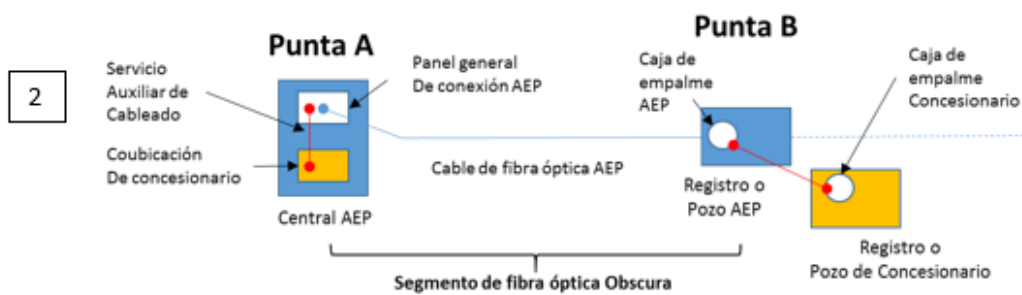 2
Punta A
Punta B
Servicio
Auxiliar de
Cableado
Panel general
De conexión AEP
Caja de
empalme
AEP
Caja de
empalme
Concesionario
Coubicación
De concesionario
Cable de fibra óptica AEP
Central AEP
Registro o
Pozo AEP
Registro o
Pozo de Concesionario
Segmento de fibra óptica Obscura